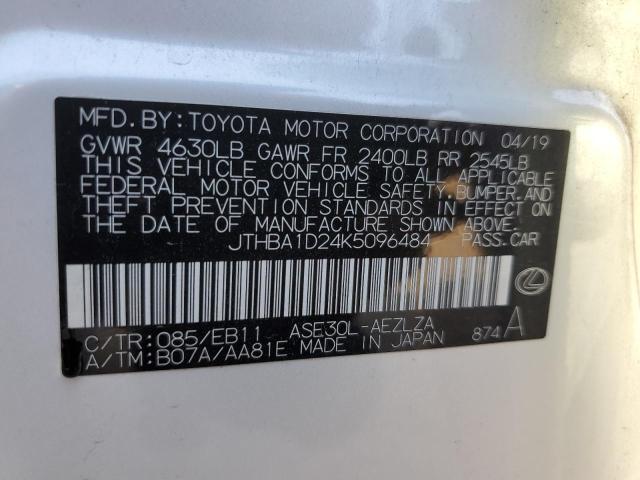 MFD. BY: TOYOTA MOTOR CORPORATION 04/19
GVWR 4630LB GAWR FR 2400LB RR 2545LB
THIS VEHICLE CONFORMS TO ALL APPLICABLE
FEDERAL MOTOR VEHICLE SAFETY, BUMPER, AND
THEFT PREVENTION STANDARDS IN EFFECT ON
THE DATE OF MANUFACTURE SHOWN ABOVE.
JTHBA1D24K5096484 PASS. CAR
C/TR: 085/EB11 ASE30L-AEZLZA
A/TM: B07A/AA81E MADE IN JAPAN 874 A